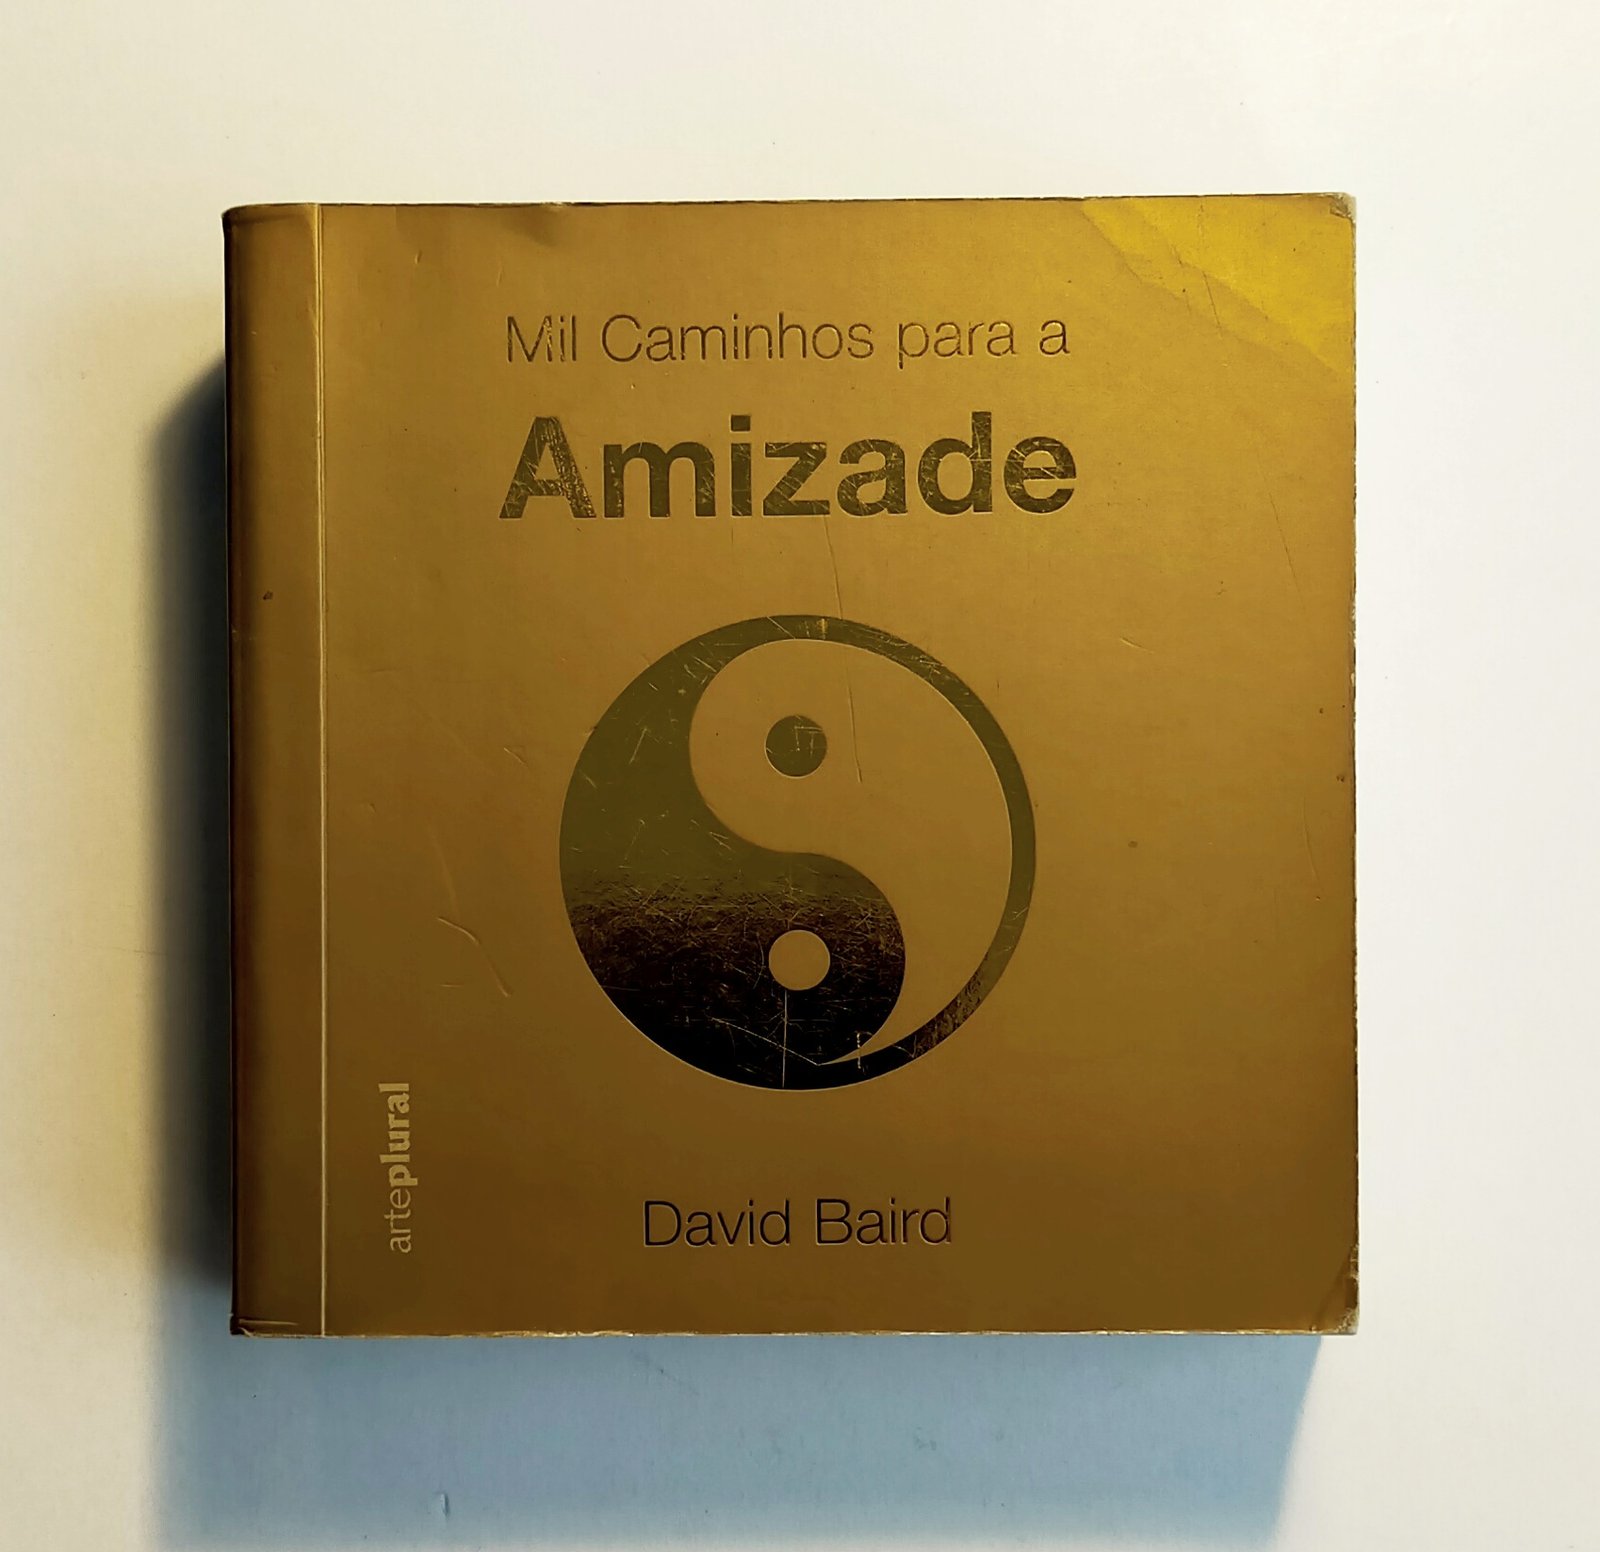 Mil Caminhos para a
Amizade
arteplural
David Baird